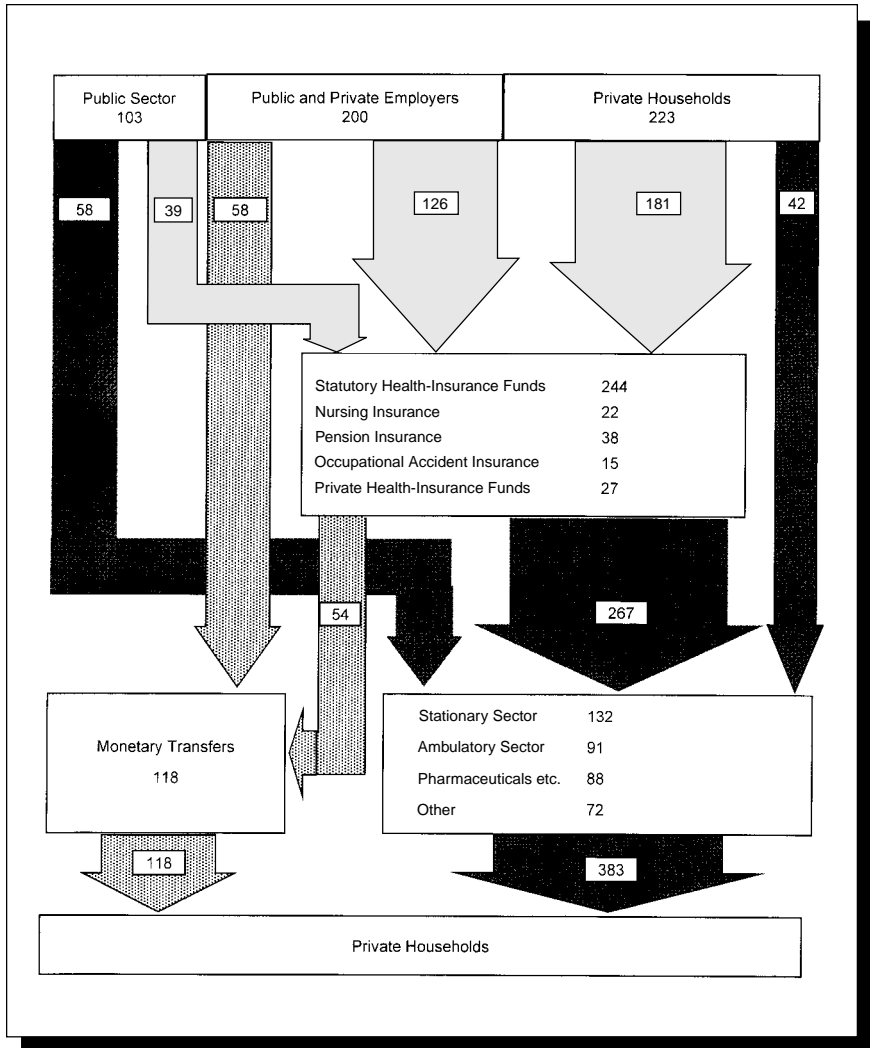 Public Sector
103
Public and Private Employers
200
Private Households
223
58
39
58
126
181
42
Statutory Health-Insurance Funds 244
Nursing Insurance 22
Pension Insurance 38
Occupational Accident Insurance 15
Private Health-Insurance Funds 27
54
267
Monetary Transfers
118
Stationary Sector 132
Ambulatory Sector 91
Pharmaceuticals etc. 88
Other 72
118
383
Private Households